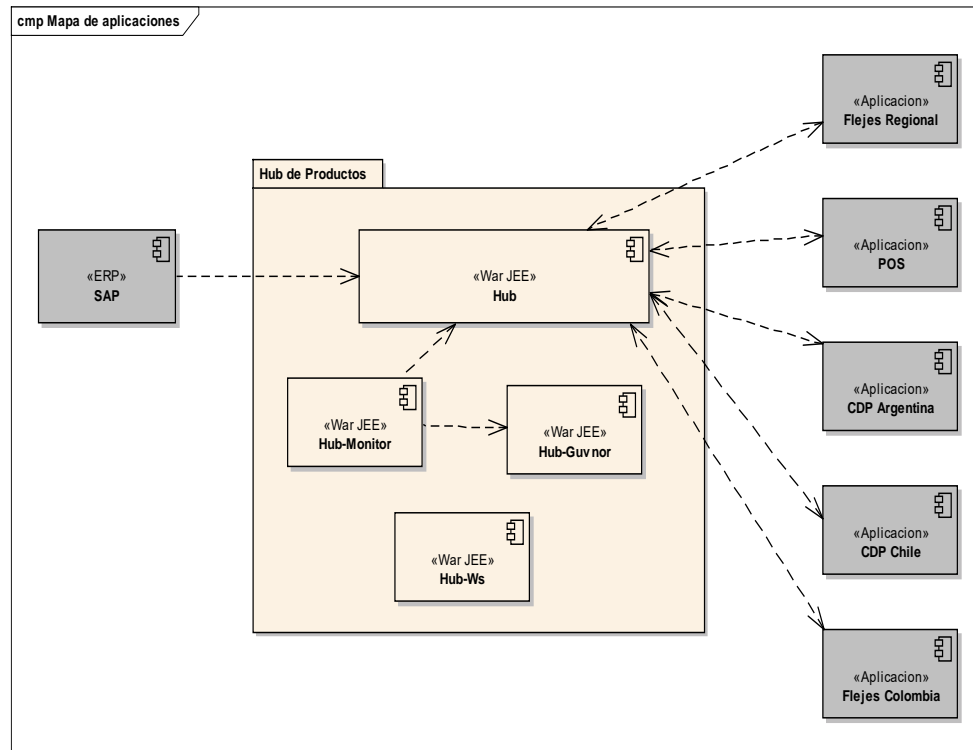 cmp Mapa de aplicaciones
«Aplicacion»
Flejes Regional
Hub de Productos
«Aplicacion»
POS
«ERP»
SAP
«War JEE»
Hub
«Aplicacion»
CDP Argentina
«War JEE»
Hub-Monitor
«War JEE»
Hub-Guvnor
«Aplicacion»
CDP Chile
«War JEE»
Hub-Ws
«Aplicacion»
Flejes Colombia